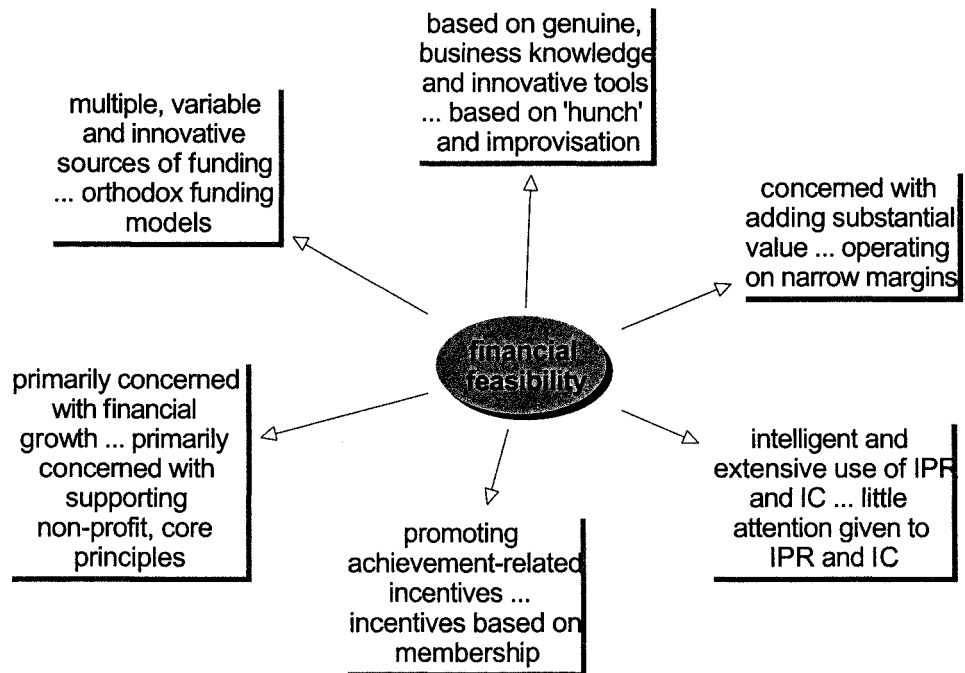 based on genuine,
business knowledge
and innovative tools
... based on 'hunch'
and improvisation
multiple, variable
and innovative
sources of funding
... orthodox funding
models
concerned with
adding substantial
value ... operating
on narrow margins
financial
feasibility
primarily concerned
with financial
growth ... primarily
concerned with
supporting
non-profit, core
principles
intelligent and
extensive use of IPR
and IC ... little
attention given to
IPR and IC
promoting
achievement-related
incentives ...
incentives based on
membership